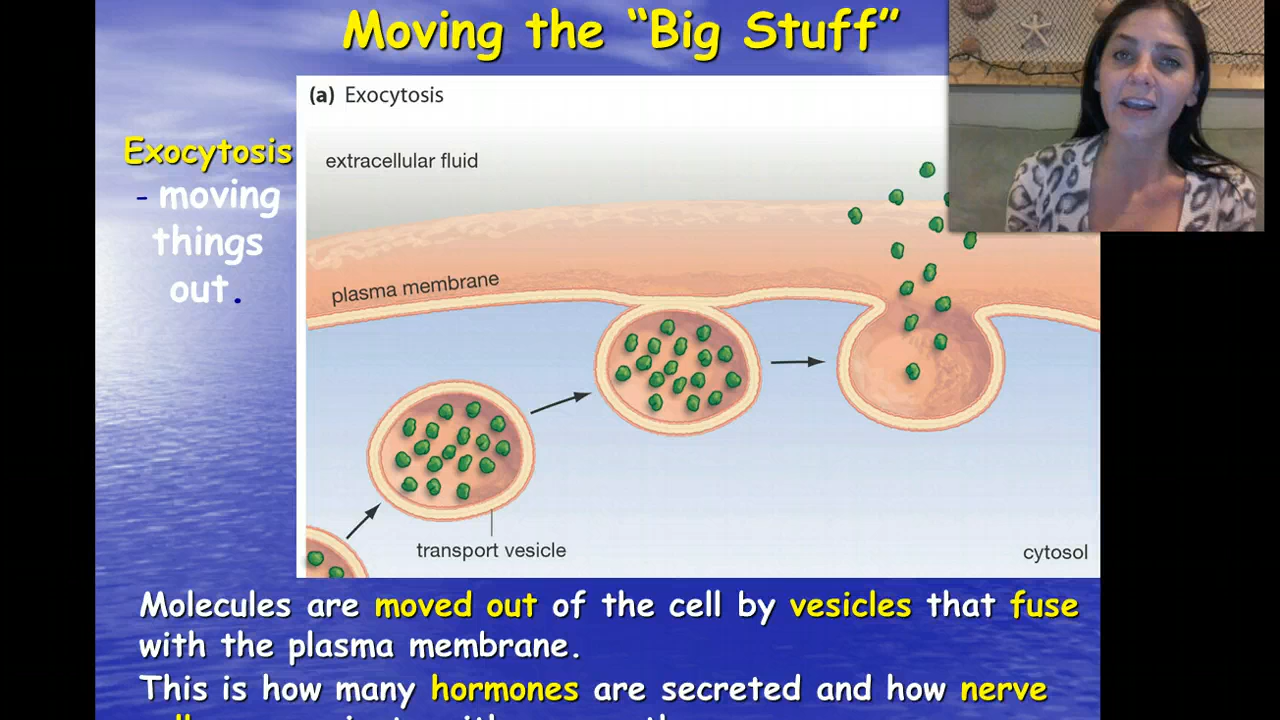 Moving the “Big Stuff”
(a) Exocytosis
extracellular fluid
Exocytosis
- moving
things
out.
plasma membrane
transport vesicle
cytosol
Molecules are moved out of the cell by vesicles that fuse
with the plasma membrane.
This is how many hormones are secreted and how nerve